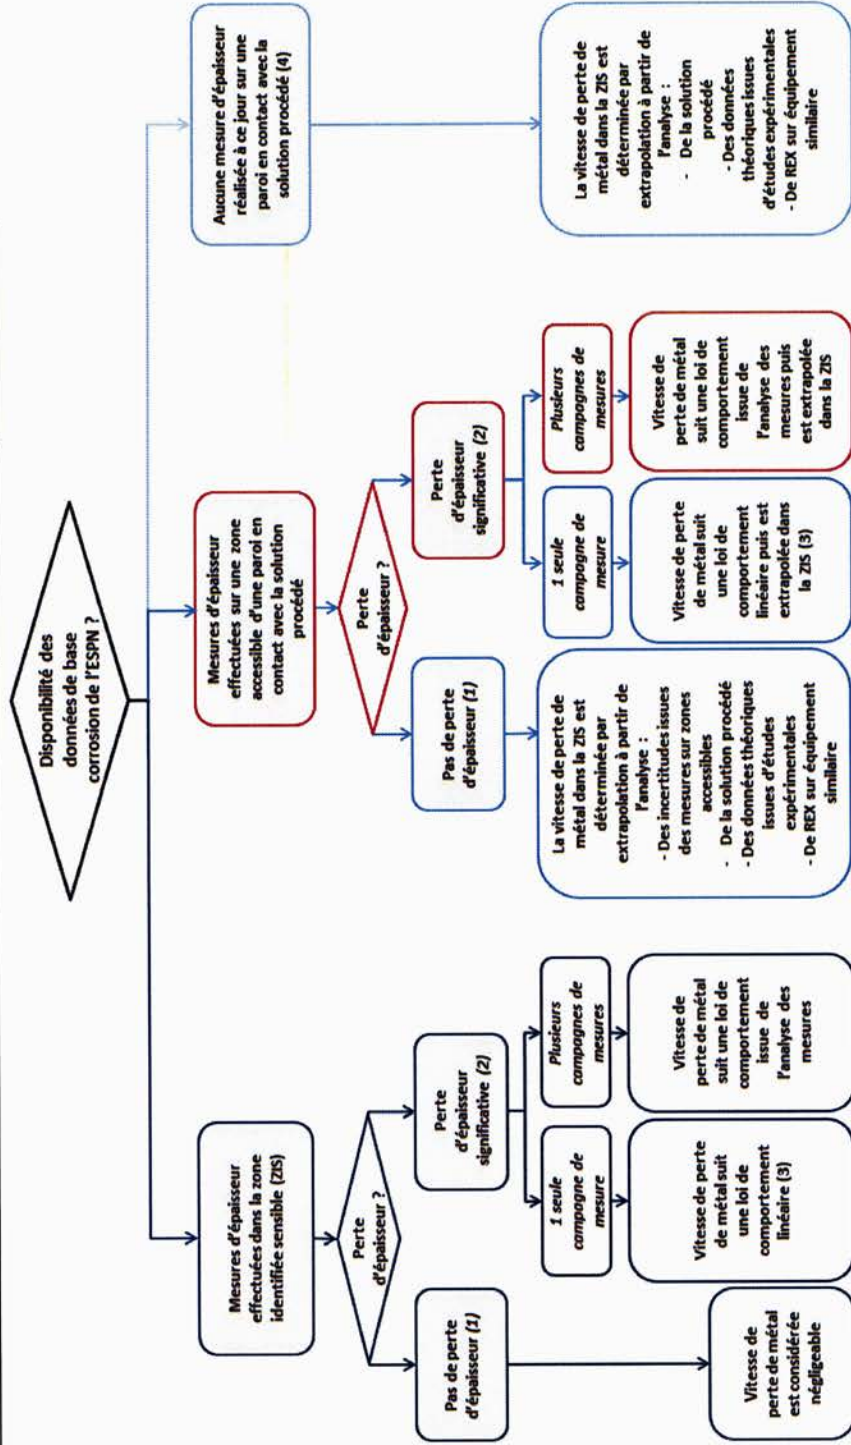 Disponibilité des
données de base
corrosion de l'ESPN ?
Mesures d'épaisseur
effectuées dans la zone
identifiée sensible (ZIS)
Perte
d'épaisseur ?
Pas de perte
d'épaisseur (1)
Vitesse de
perte de métal
est considérée
négligeable
Perte
d'épaisseur
significative (2)
1 seule
compagne de
mesure
Vitesse de perte
de métal suit
une loi de
comportement
linéaire (3)
Plusieurs
compagnes de
mesures
Vitesse de
perte de métal
suit une loi de
comportement
issue de
l'analyse des
mesures
Mesures d'épaisseur
effectuées sur une zone
accessible d'une paroi en
contact avec la solution
procédé
Perte
d'épaisseur ?
Pas de perte
d'épaisseur (1)
La vitesse de perte de
métal dans la ZIS est
déterminée par
extrapolation à partir de
l'analyse :
- Des incertitudes issues
des mesures sur zones
accessibles
- De la solution procédé
- Des données théoriques
issues d'études
expérimentales
- De REX sur équipement
similaire
Perte
d'épaisseur
significative (2)
1 seule
compagne de
mesure
Vitesse de perte
de métal suit
une loi de
comportement
linéaire puis est
extrapolée dans
la ZIS (3)
Plusieurs
compagnes de
mesures
Vitesse de
perte de métal
suit une loi de
comportement
issue de
l'analyse des
mesures puis
est extrapolée
dans la ZIS
Aucune mesure d'épaisseur
réalisée à ce jour sur une
paroi en contact avec la
solution procédé (4)
La vitesse de perte de
métal dans la ZIS est
déterminée par
extrapolation à partir de
l'analyse :
- De la solution
procédé
- Des données
théoriques issues
d'études expérimentales
- De REX sur équipement
similaire